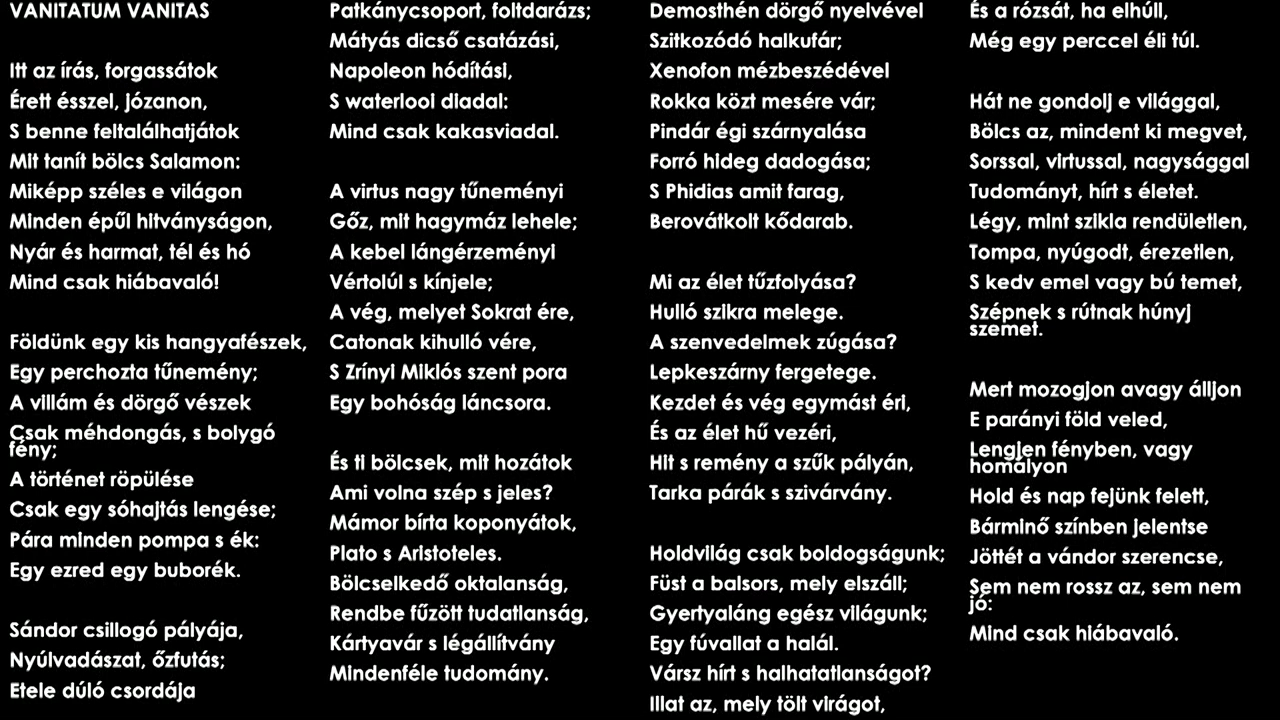 VANITATUM VANITAS
Itt az írás, forgassátok
Érett ésszel, józanon,
S benne feltalálhatjátok
Mit tanít bölcs Salamon:
Miképp széles e világon
Minden épűl hitványságon,
Nyár és harmat, tél és hó
Mind csak hiábavaló!
Földünk egy kis hangyafészek,
Egy perchozta tűnemény;
A villám és dörgő vészek
Csak méhdongás, s bolygó
fény;
A történet röpülése
Csak egy sóhajtás lengése;
Pára minden pompa s ék:
Egy ezred egy buborék.
Sándor csillogó pályája,
Nyúlvadászat, őzfutás;
Etele dúló csordája
Patkánycsoport, foltdarázs;
Mátyás dicső csatázási,
Napoleon hódítási,
S waterlooi diadal:
Mind csak kakasviadal.
A virtus nagy tűneményi
Gőz, mit hagymáz lehele;
A kebel lángérzeményi
Vértolúl s kínjele;
A vég, melyet Sokrat ére,
Catonak kihulló vére,
S Zrínyi Miklós szent pora
Egy bohóság láncsora.
És ti bölcsek, mit hozátok
Ami volna szép s jeles?
Mámor bírta koponyátok,
Plato s Aristoteles.
Bölcselkedő oktalanság,
Rendbe fűzött tudatlanság,
Kártyavár s légállítvány
Mindenféle tudomány.
Demosthén dörgő nyelvével
Szitkozódó halkufár;
Xenofon mézbeszédével
Rokka közt mesére vár;
Pindár égi szárnyalása
Forró hideg dadogása;
S Phidias amit farag,
Berovátkolt kődarab.
Mi az élet tűzfolyása?
Hulló szikra melege.
A szenvedelmek zúgása?
Lepkeszárny fergetege.
Kezdet és vég egymást éri,
És az élet hű vezéri,
Hit s remény a szűk pályán,
Tarka párák s szivárvány.
Holdvilág csak boldogságunk;
Füst a balsors, mely elszáll;
Gyertyaláng egész világunk;
Egy fúvallat a halál.
Vársz hírt s halhatatlanságot?
Illat az, mely tölt virágot,
És a rózsát, ha elhúll,
Még egy perccel éli túl.
Hát ne gondolj e világgal,
Bölcs az, mindent ki megvet,
Sorssal, virtussal, nagysággal
Tudományt, hírt s életet.
Légy, mint szikla rendületlen,
Tompa, nyúgodt, érezetlen,
S kedv emel vagy bú temet,
Szépnek s rútnak húnyj
szemet.
Mert mozogjon avagy álljon
E parányi föld veled,
Lengjen fényben, vagy
homályon
Hold és nap fejünk felett,
Bárminő színben jelentse
Jöttét a vándor szerencse,
Sem nem rossz az, sem nem
jó:
Mind csak hiábavaló.